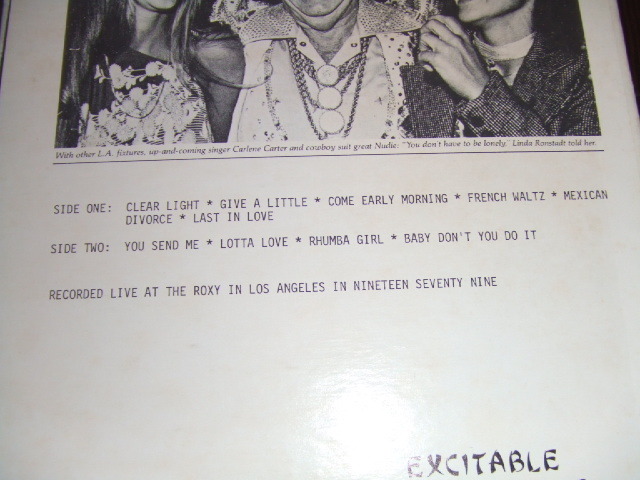 With other L.A. fixtures, up-and-coming singer Carlene Carter and cowboy suit great Nudie: "You don't have to be lonely," Linda Ronstadt told her.
SIDE ONE: CLEAR LIGHT * GIVE A LITTLE * COME EARLY MORNING * FRENCH WALTZ * MEXICAN
DIVORCE * LAST IN LOVE
SIDE TWO: YOU SEND ME * LOTTA LOVE * RHUMBA GIRL * BABY DON'T YOU DO IT
RECORDED LIVE AT THE ROXY IN LOS ANGELES IN NINETEEN SEVENTY NINE
EXCITABLE